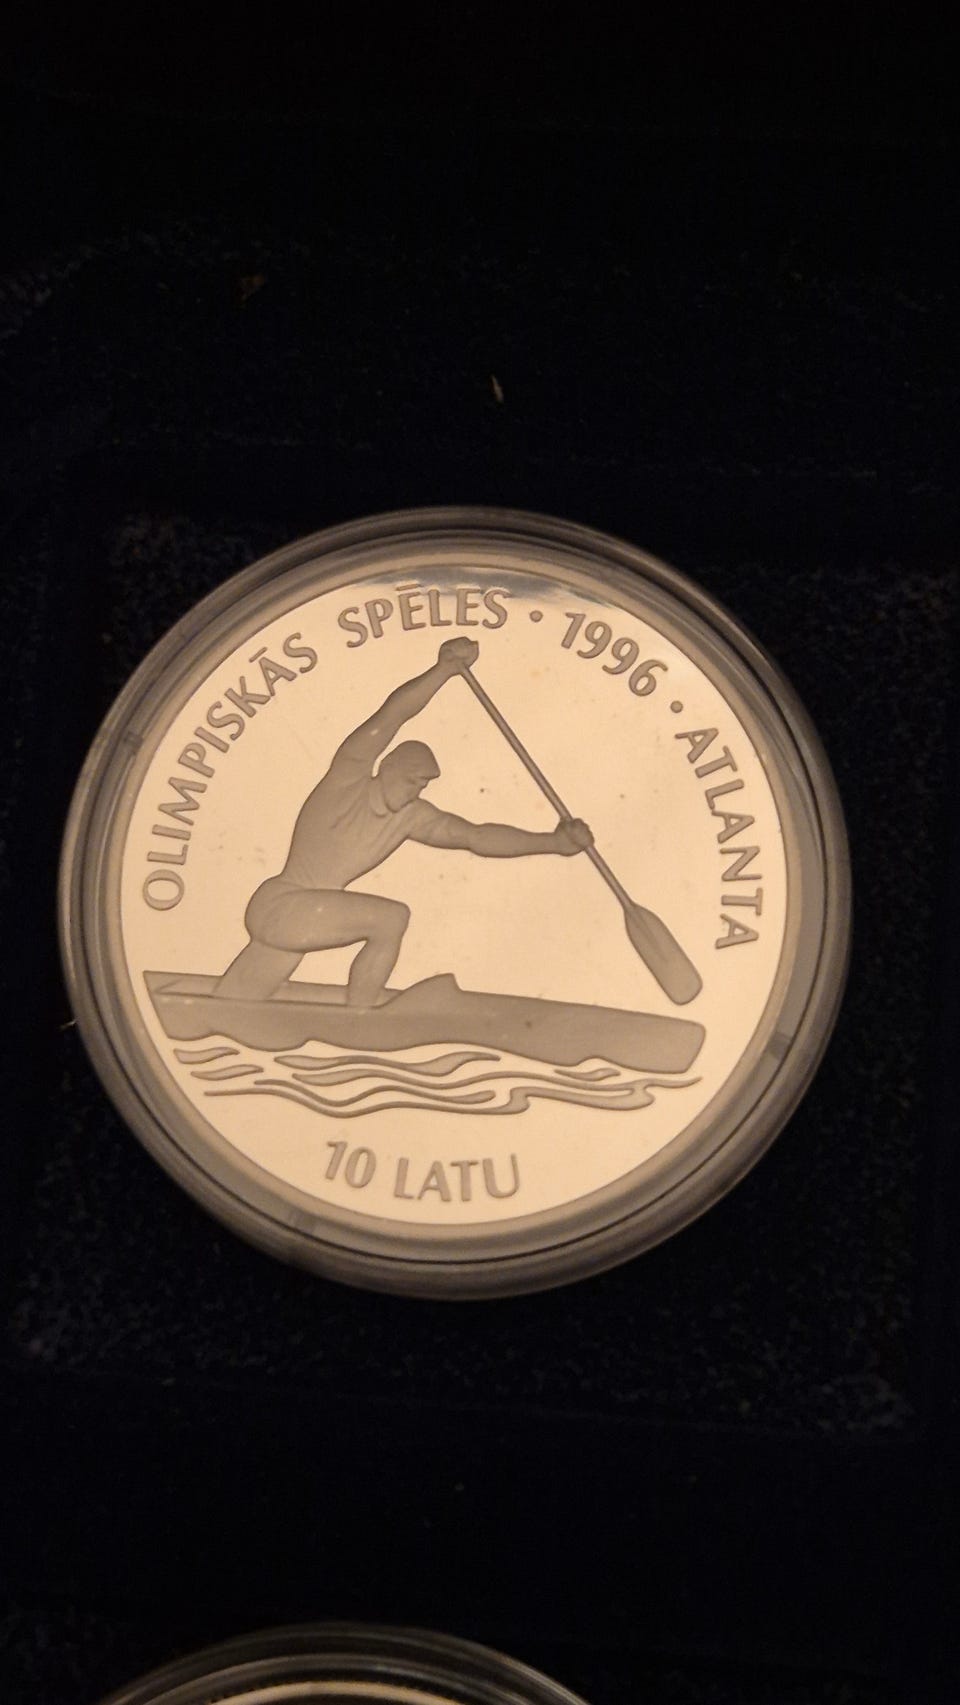 OLIMPISKĀS SPĒLES · 1996 · ATLANTA
10 LATU